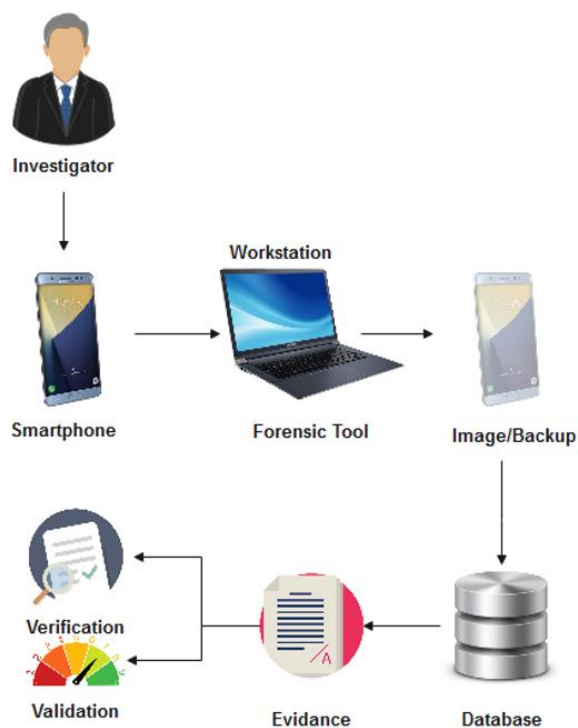 Investigator
Workstation
Smartphone
Forensic Tool
Image/Backup
Verification
Validation
A
Evidance
Database